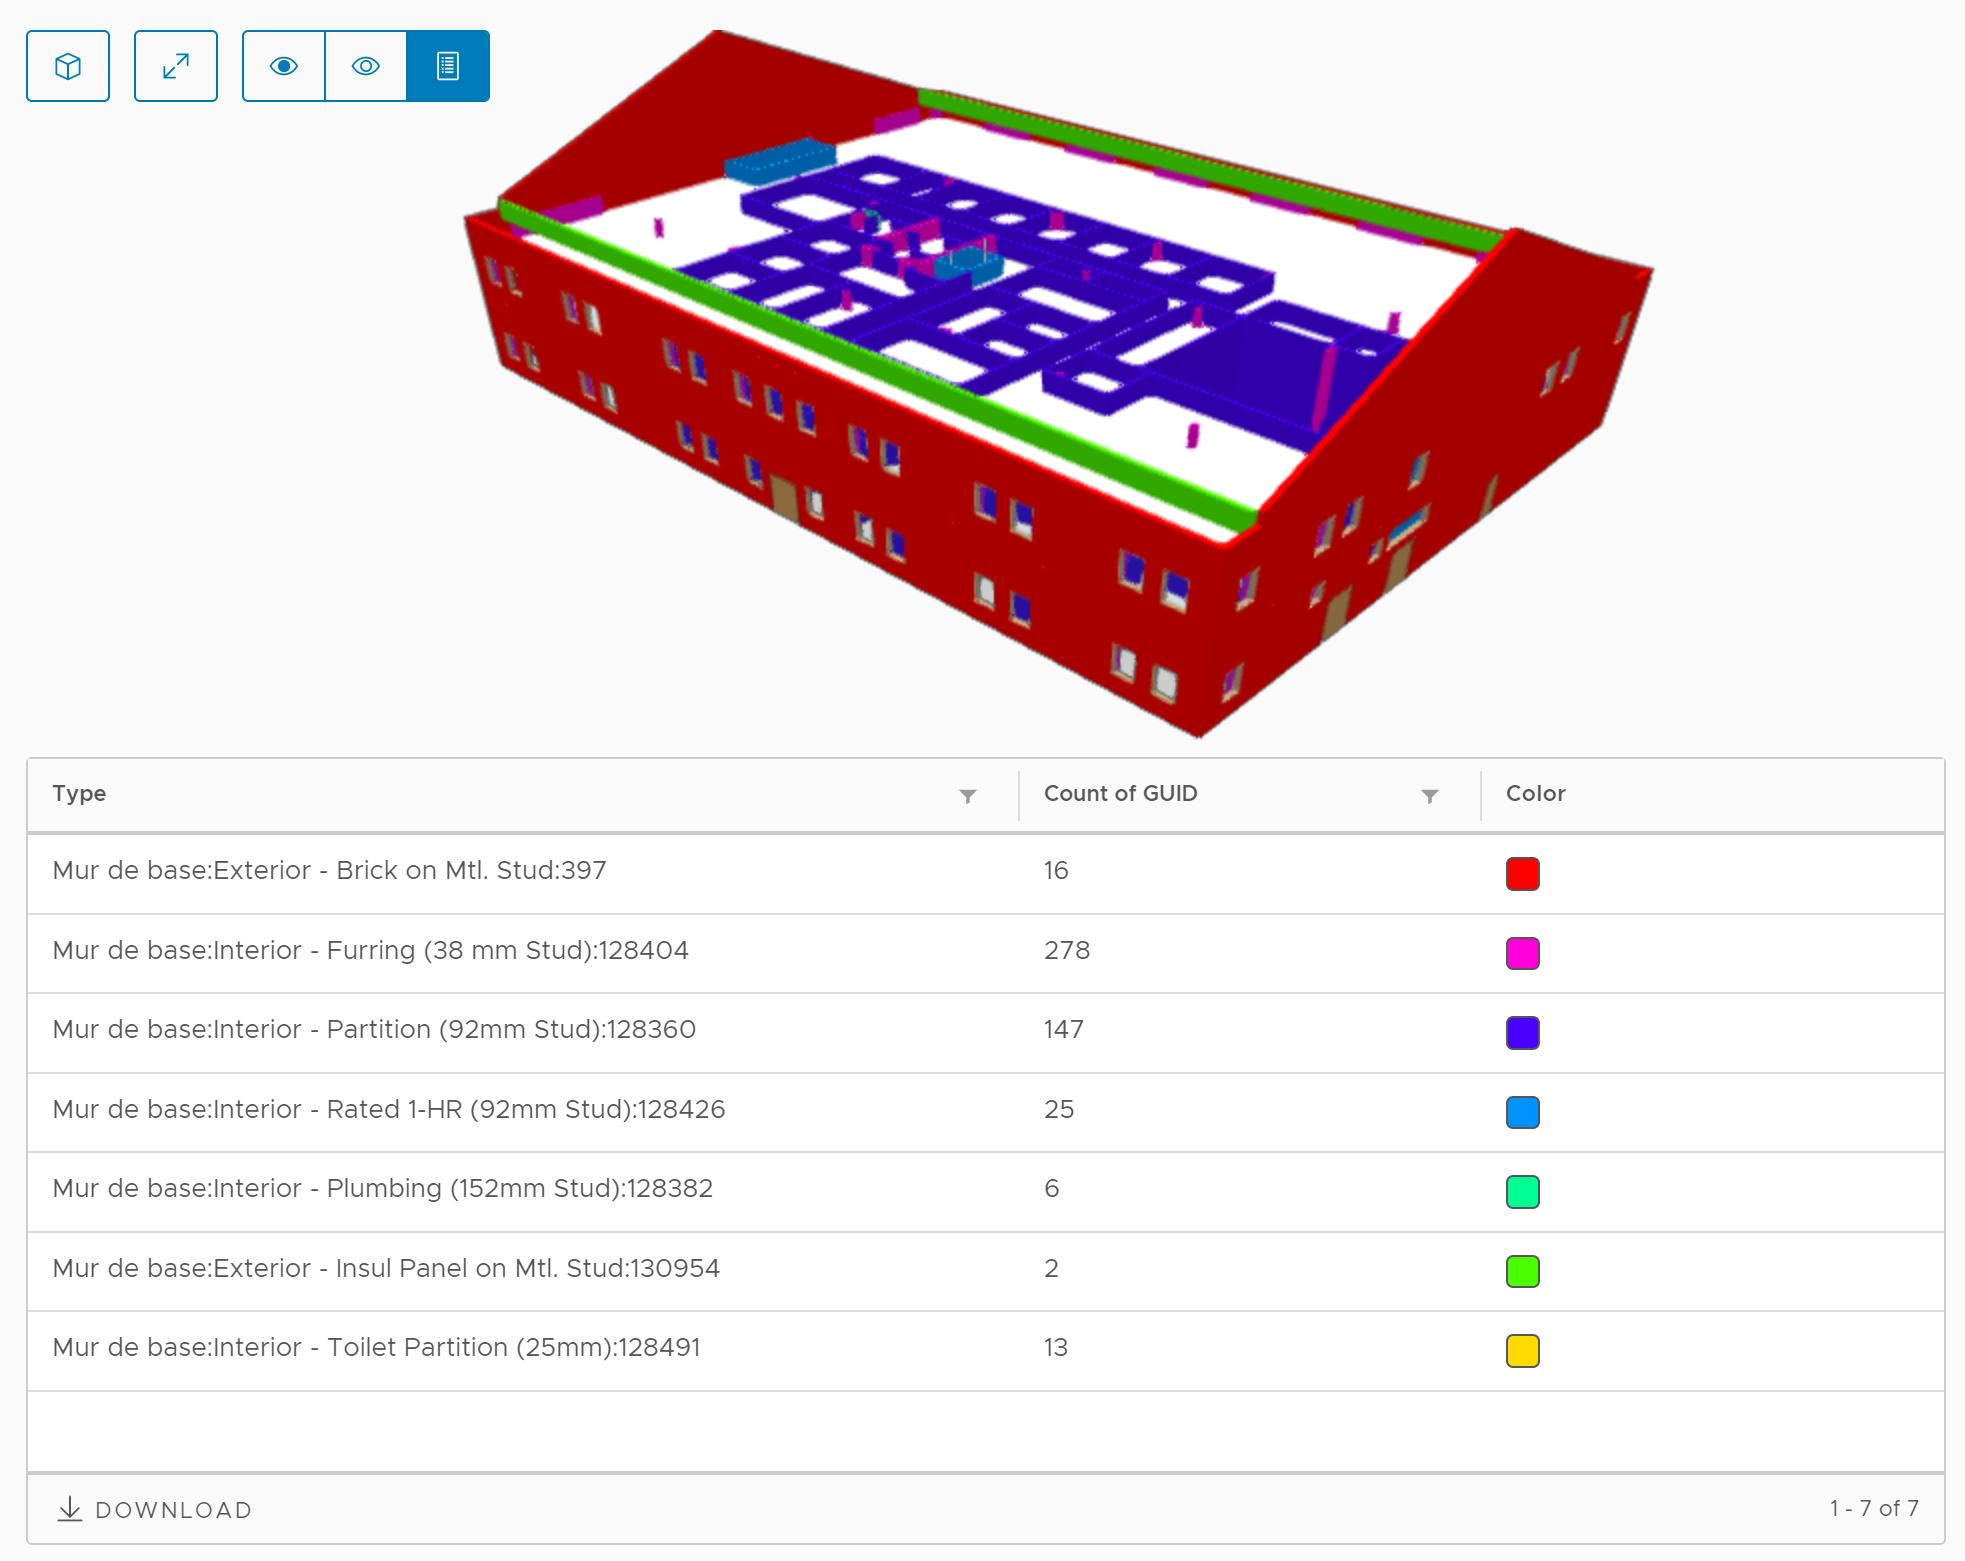 Type Count of GUID Color
Mur de base:Exterior - Brick on Mtl. Stud:397 16
Mur de base:Interior - Furring (38 mm Stud):128404 278
Mur de base:Interior - Partition (92mm Stud):128360 147
Mur de base:Interior - Rated 1-HR (92mm Stud):128426 25
Mur de base:Interior - Plumbing (152mm Stud):128382 6
Mur de base:Exterior - Insul Panel on Mtl. Stud:130954 2
Mur de base:Interior - Toilet Partition (25mm):128491 13
DOWNLOAD 1 - 7 of 7